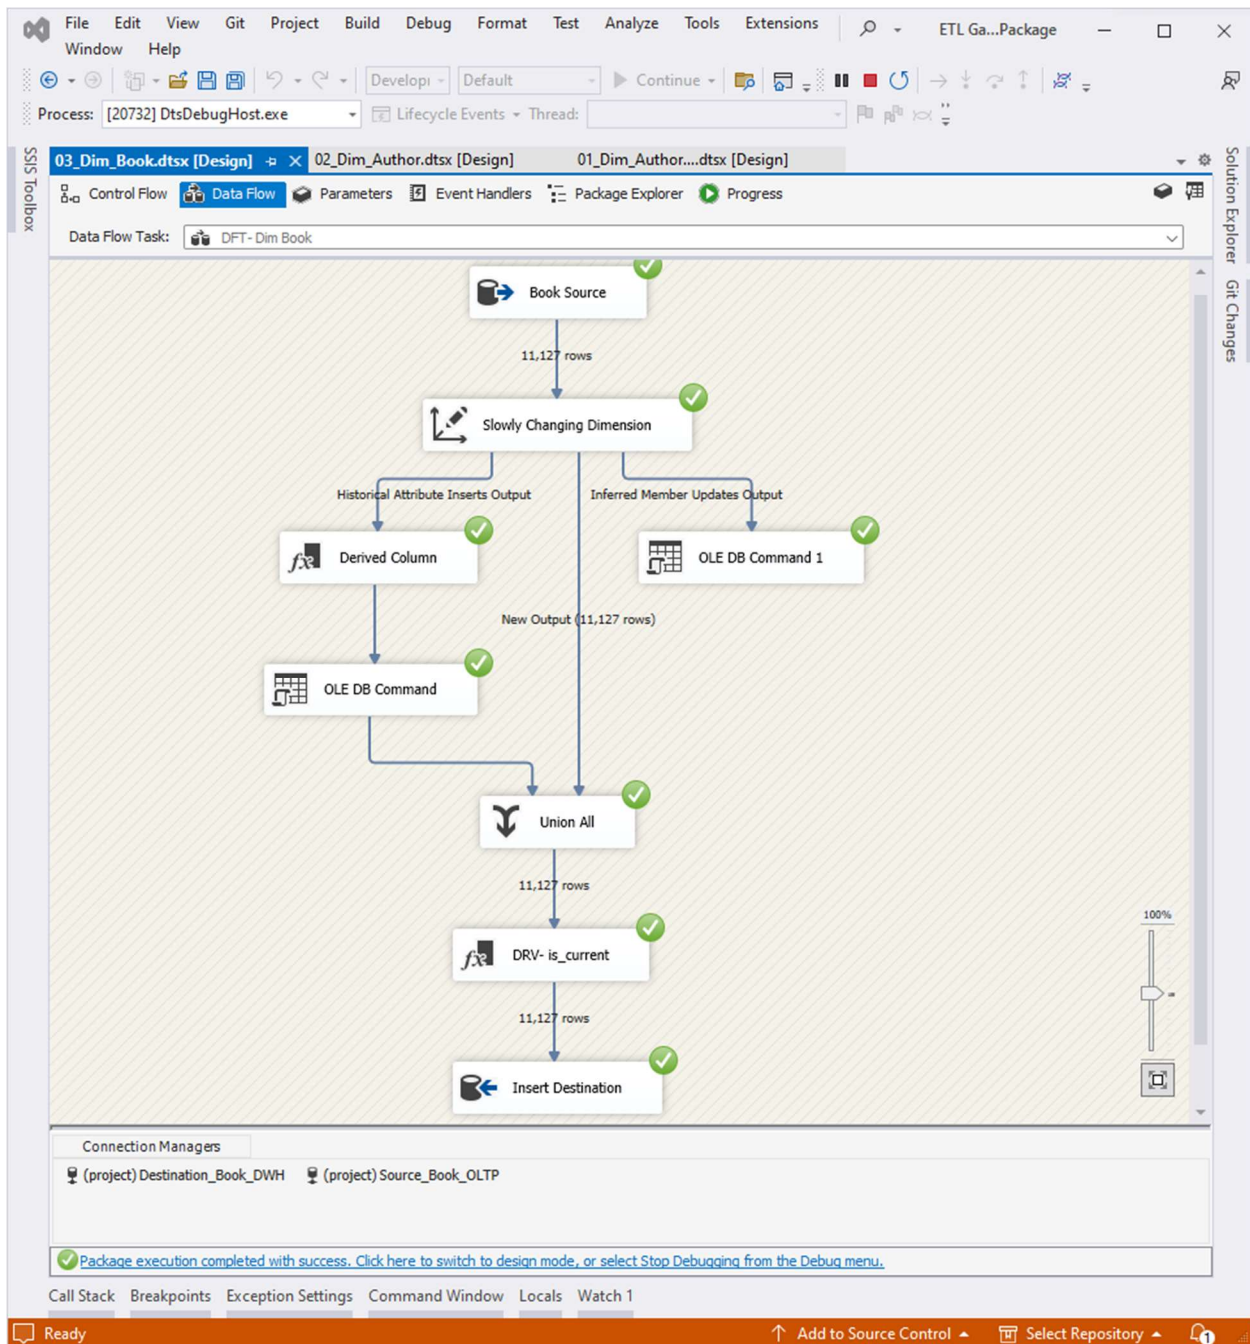 File Edit View Git Project Build Debug Format Test Analyze Tools Extensions ETL Ga...Package
Window Help
Developı Default Continue
Process: [20732] DtsDebugHost.exe Lifecycle Events Thread:
SSIS Toolbox
03_Dim_Book.dtsx [Design] 02_Dim_Author.dtsx [Design] 01_Dim_Author....dtsx [Design]
Control Flow Data Flow Parameters Event Handlers Package Explorer Progress
Solution Explorer
Git Changes
Data Flow Task: DFT- Dim Book
Book Source
11,127 rows
Slowly Changing Dimension
Historical Attribute Inserts Output Inferred Member Updates Output
Derived Column OLE DB Command 1
New Output (11,127 rows)
OLE DB Command
Union All
11,127 rows
100%
DRV- is_current
11,127 rows
Insert Destination
Connection Managers
(project) Destination_Book_DWH (project) Source_Book_OLTP
Package execution completed with success. Click here to switch to design mode, or select Stop Debugging from the Debug menu.
Call Stack Breakpoints Exception Settings Command Window Locals Watch 1
Ready Add to Source Control Select Repository 1